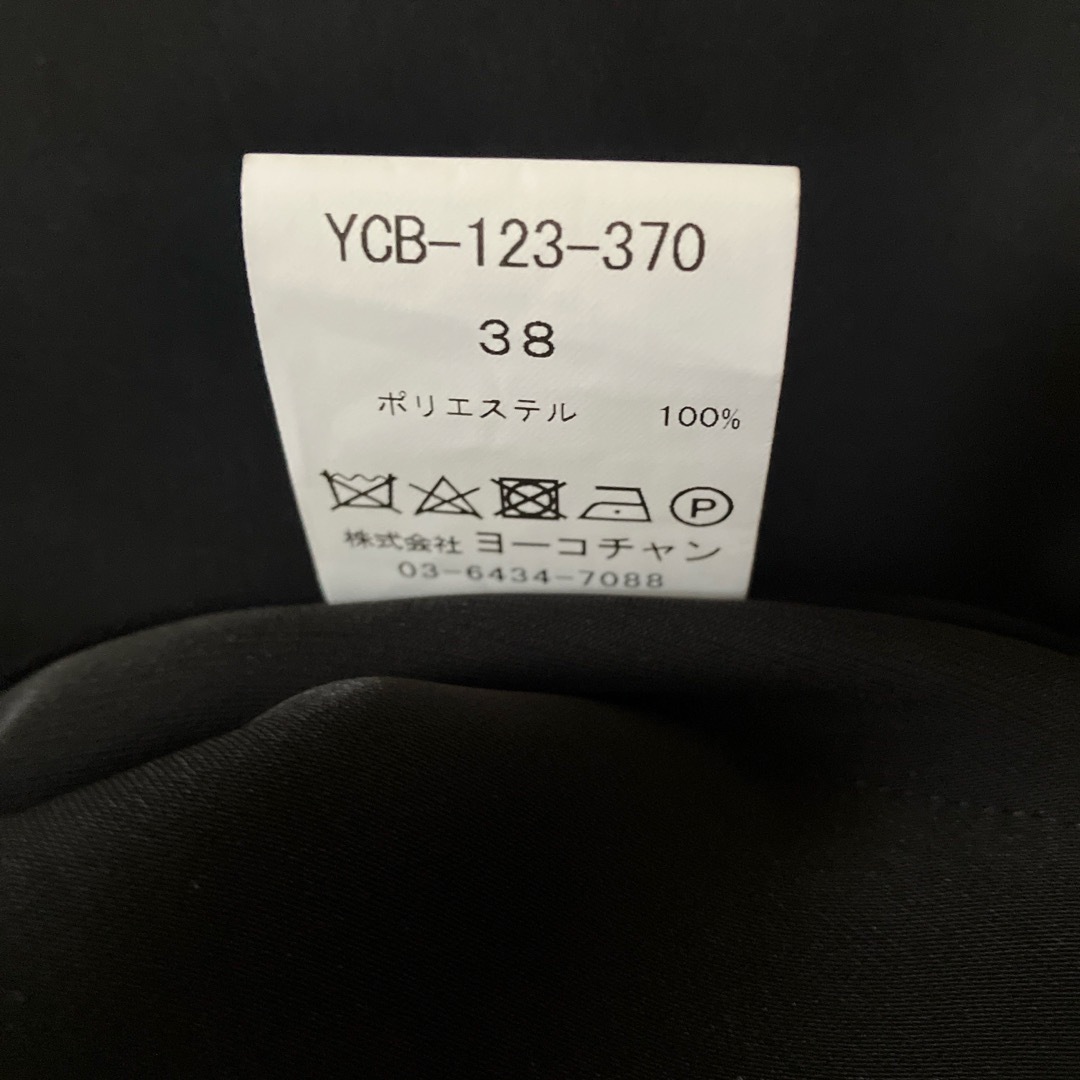 YCB-123-370
38
ポリエステル 100%
P
株式会社 ヨーコチャン
03-6434-7088